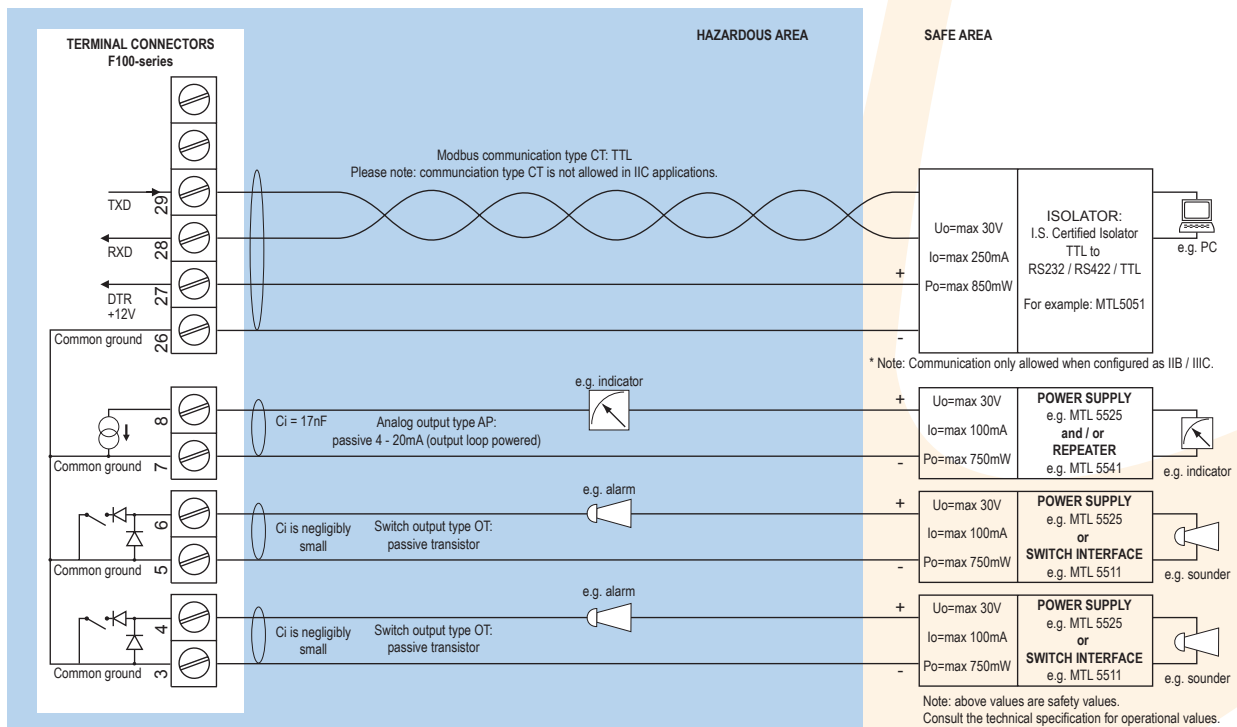 HAZARDOUS AREA
SAFE AREA
TERMINAL CONNECTORS
F100-series
Modbus communication type CT: TTL
Please note: communciation type CT is not allowed in IIC applications.
TXD
29
RXD
28
DTR
+12V
27
Common ground
26
+
-
Uo=max 30V
Io=max 250mA
Po=max 850mW
ISOLATOR:
I.S. Certified Isolator
TTL to
RS232 / RS422 / TTL
For example: MTL5051
e.g. PC
* Note: Communication only allowed when configured as IIB / IIIC.
8
Common ground
7
Ci = 17nF
Analog output type AP:
passive 4 - 20mA (output loop powered)
e.g. indicator
+
-
Uo=max 30V
Io=max 100mA
Po=max 750mW
POWER SUPPLY
e.g. MTL 5525
and / or
REPEATER
e.g. MTL 5541
e.g. indicator
6
Common ground
5
Ci is negligibly
small
Switch output type OT:
passive transistor
e.g. alarm
+
-
Uo=max 30V
Io=max 100mA
Po=max 750mW
POWER SUPPLY
e.g. MTL 5525
or
SWITCH INTERFACE
e.g. MTL 5511
e.g. sounder
4
Common ground
3
Ci is negligibly
small
Switch output type OT:
passive transistor
e.g. alarm
+
-
Uo=max 30V
Io=max 100mA
Po=max 750mW
POWER SUPPLY
e.g. MTL 5525
or
SWITCH INTERFACE
e.g. MTL 5511
e.g. sounder
Note: above values are safety values.
Consult the technical specification for operational values.